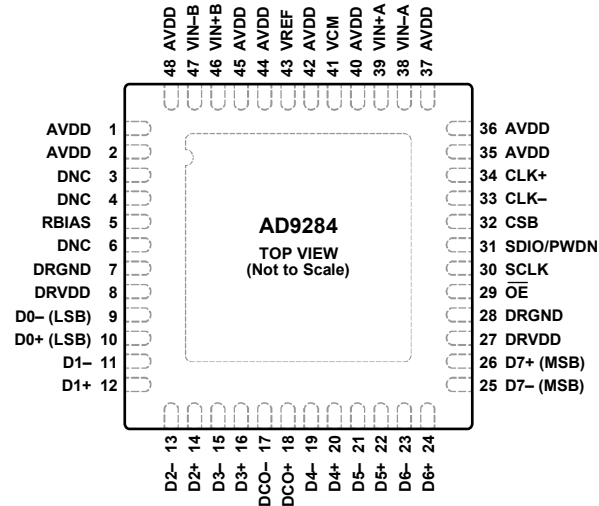 48 AVDD
47 VIN–B
46 VIN+B
45 AVDD
44 AVDD
43 VREF
42 AVDD
41 VCM
40 AVDD
39 VIN+A
38 VIN–A
37 AVDD
AVDD 1
AVDD 2
DNC 3
DNC 4
RBIAS 5
DNC 6
DRGND 7
DRVDD 8
D0– (LSB) 9
D0+ (LSB) 10
D1– 11
D1+ 12
AD9284
TOP VIEW
(Not to Scale)
36 AVDD
35 AVDD
34 CLK+
33 CLK–
32 CSB
31 SDIO/PWDN
30 SCLK
29 OE
28 DRGND
27 DRVDD
26 D7+ (MSB)
25 D7– (MSB)
D2– 13
D2+ 14
D3– 15
D3+ 16
DCO– 17
DCO+ 18
D4– 19
D4+ 20
D5– 21
D5+ 22
D6– 23
D6+ 24